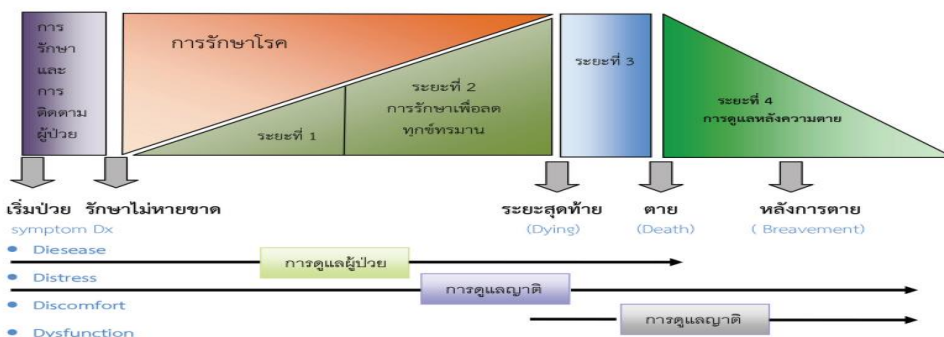 การ
รักษา
และ
การ
ติดตาม
ผู้ป่วย
การรักษาโรค
ระยะที่ 1
ระยะที่ 2
การรักษาเพื่อลด
ทุกข์ทรมาน
ระยะที่ 3
ระยะที่ 4
การดูแลหลังความตาย
เริ่มป่วย
รักษาไม่หายขาด
ระยะสุดท้าย
ตาย
หลังการตาย
symptom Dx
(Dying)
(Death)
( Breavement)
Diesease
การดูแลผู้ป่วย
Distress
การดูแลญาติ
Discomfort
การดูแลญาติ
Dysfunction